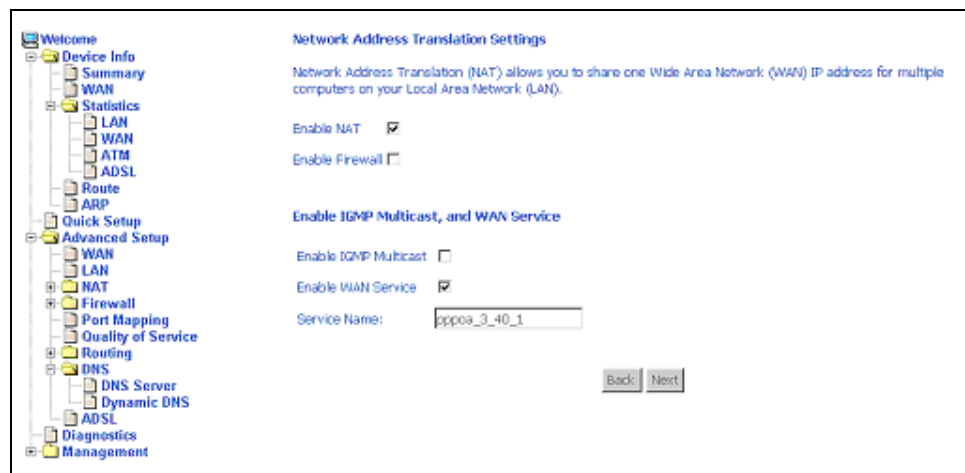 Welcome
Device Info
Summary
WAN
Statistics
LAN
WAN
ATM
ADSL
Route
ARP
Quick Setup
Advanced Setup
WAN
LAN
NAT
Firewall
Port Mapping
Quality of Service
Routing
DNS
DNS Server
Dynamic DNS
ADSL
Diagnostics
Management
Network Address Translation Settings
Network Address Translation (NAT) allows you to share one Wide Area Network (WAN) IP address for multiple
computers on your Local Area Network (LAN).
Enable NAT
Enable Firewall
Enable IGMP Multicast, and WAN Service
Enable IGMP Multicast
Enable WAN Service
Service Name: pppoa_3_40_1
Back Next